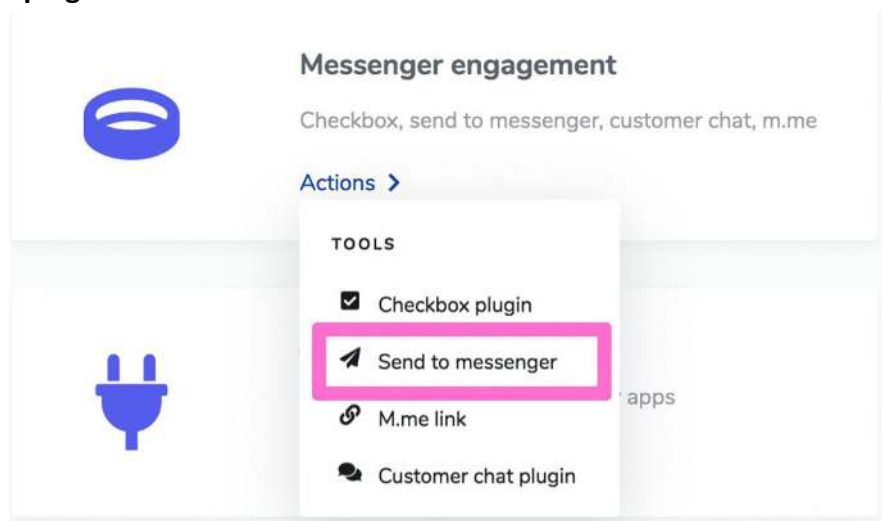 Messenger engagement
Checkbox, send to messenger, customer chat, m.me
Actions
TOOLS
Checkbox plugin
Send to messenger
apps
M.me link
Customer chat plugin